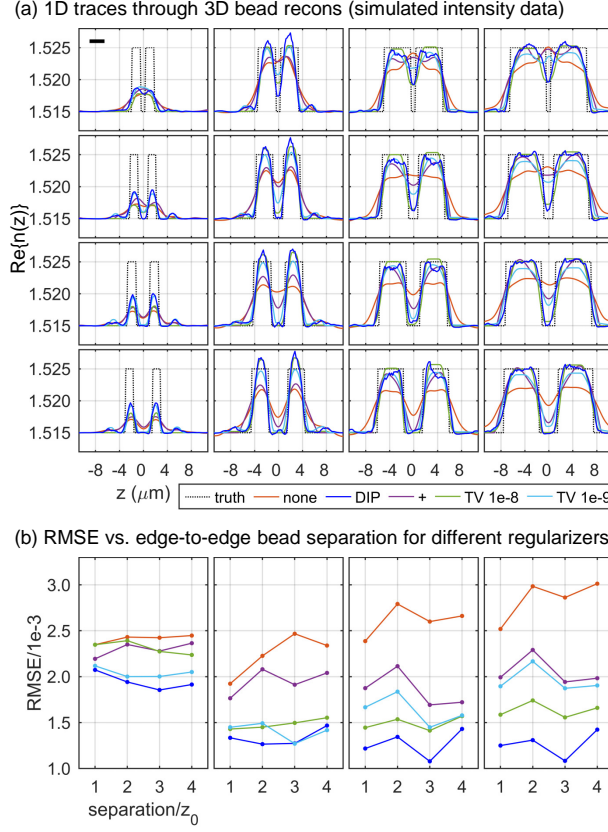 (a) 1D traces through 3D bead recons (simulated intensity data)
1.525
1.520
1.515
1.525
1.520
1.515
1.525
1.520
1.515
1.525
1.520
1.515
Re{n(z)}
-8 -4 0 4 8 -8 -4 0 4 8 -8 -4 0 4 8 -8 -4 0 4 8
z (μm)
truth none DIP + TV 1e-8 TV 1e-9
(b) RMSE vs. edge-to-edge bead separation for different regularizers
3.0
2.5
2.0
1.5
1.0
RMSE/1e-3
1 2 3 4 1 2 3 4 1 2 3 4 1 2 3 4
separation/z₀